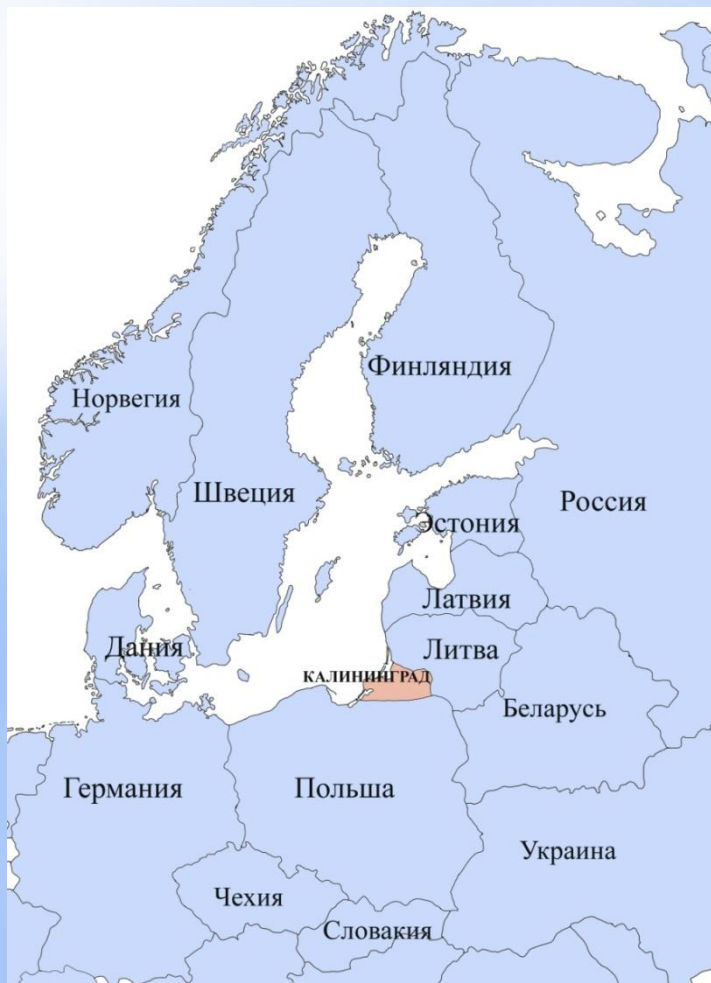 Финляндия
Норвегия
Швеция
Россия
Эстония
Латвия
Дания
Литва
КАЛИНИНГРАД
Беларусь
Германия
Польша
Украина
Чехия
Словакия